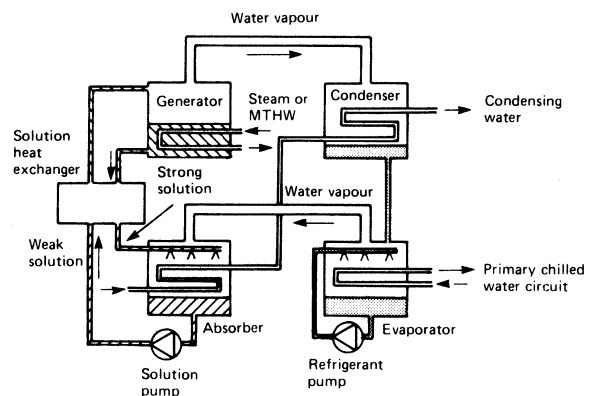 Water vapour
Generator
Steam or
MTHW
Condenser
Condensing
water
Solution
heat
exchanger
Strong
solution
Water vapour
Weak
solution
Primary chilled
water circuit
Absorber
Evaporator
Solution
pump
Refrigerant
pump